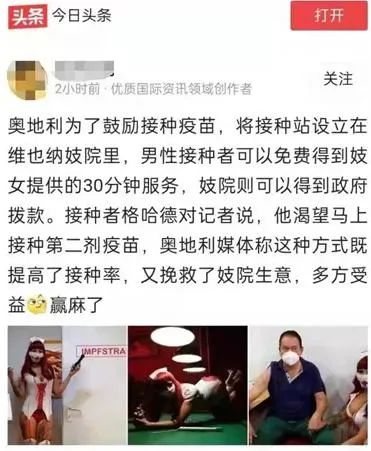 头条 今日头条 打开
2小时前 · 优质国际资讯领域创作者 关注
奥地利为了鼓励接种疫苗，将接种站设立在
维也纳妓院里，男性接种者可以免费得到妓
女提供的30分钟服务，妓院则可以得到政府
拨款。接种者格哈德对记者说，他渴望马上
接种第二剂疫苗，奥地利媒体称这种方式既
提高了接种率，又挽救了妓院生意，多方受
益 赢麻了
IMPFSTRA